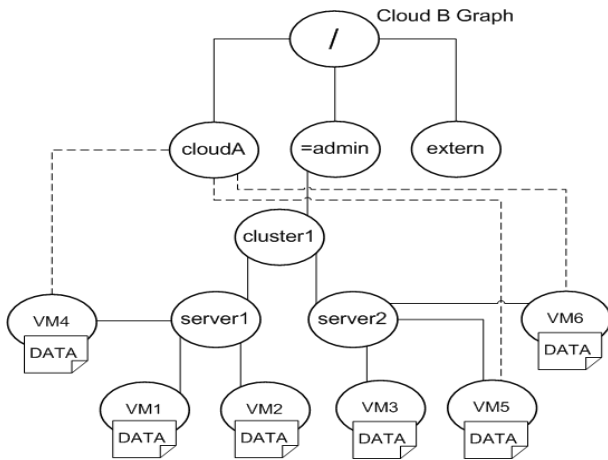 Cloud B Graph
/
cloudA
=admin
extern
cluster1
VM4
DATA
server1
server2
VM6
DATA
VM1
DATA
VM2
DATA
VM3
DATA
VM5
DATA